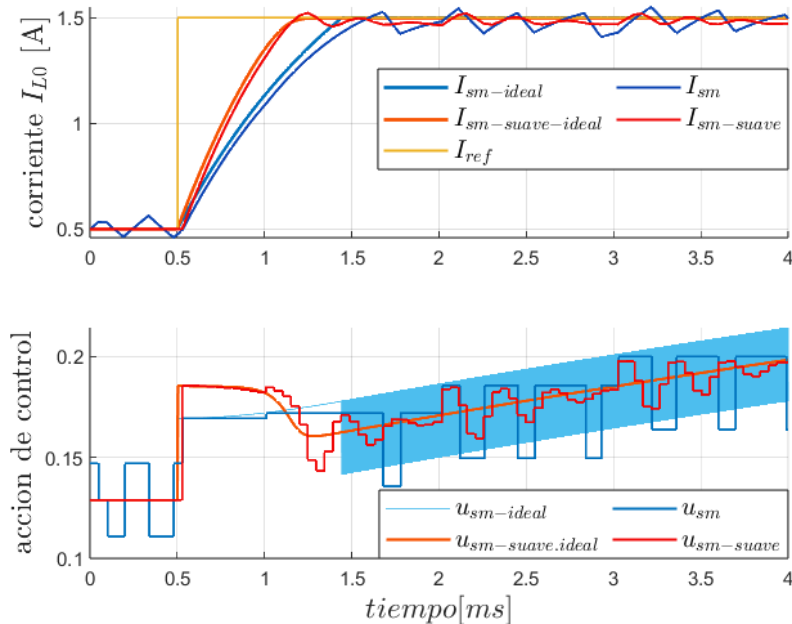 corriente I_{L0} [A]
1.5
1
0.5
I_{sm-ideal} I_{sm}
I_{sm-suave-ideal} I_{sm-suave}
I_{ref}
0 0.5 1 1.5 2 2.5 3 3.5 4
accion de control
0.2
0.15
0.1
u_{sm-ideal} u_{sm}
u_{sm-suave.ideal} u_{sm-suave}
0 0.5 1 1.5 2 2.5 3 3.5 4
tiempo[ms]